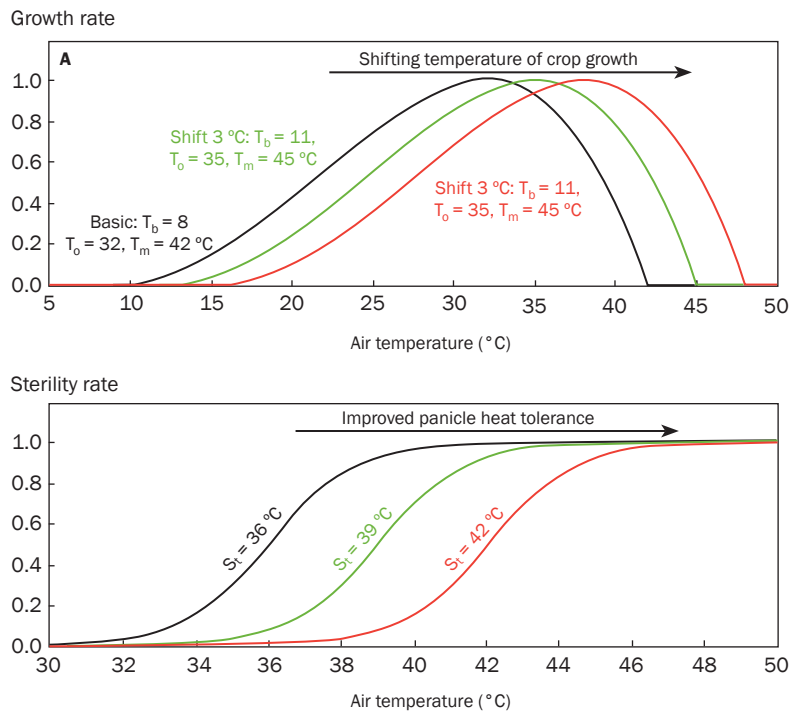 Growth rate
A
Shifting temperature of crop growth
1.0
0.8
0.6
0.4
0.2
0.0
Shift 3 ºC: Tb = 11,
To = 35, Tm = 45 ºC
Shift 3 ºC: Tb = 11,
To = 35, Tm = 45 ºC
Basic: Tb = 8
To = 32, Tm = 42 ºC
5 10 15 20 25 30 35 40 45 50
Air temperature (°C)
Sterility rate
Improved panicle heat tolerance
1.0
0.8
0.6
0.4
0.2
0.0
St = 36 ºC
St = 39 ºC
St = 42 ºC
30 32 34 36 38 40 42 44 46 48 50
Air temperature (°C)